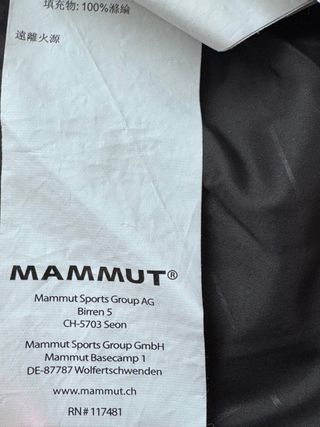 填充物: 100%滌綸
遠離火源
MAMMUT®
Mammut Sports Group AG
Birren 5
CH-5703 Seon
Mammut Sports Group GmbH
Mammut Basecamp 1
DE-87787 Wolfertschwenden
www.mammut.ch
RN# 117481